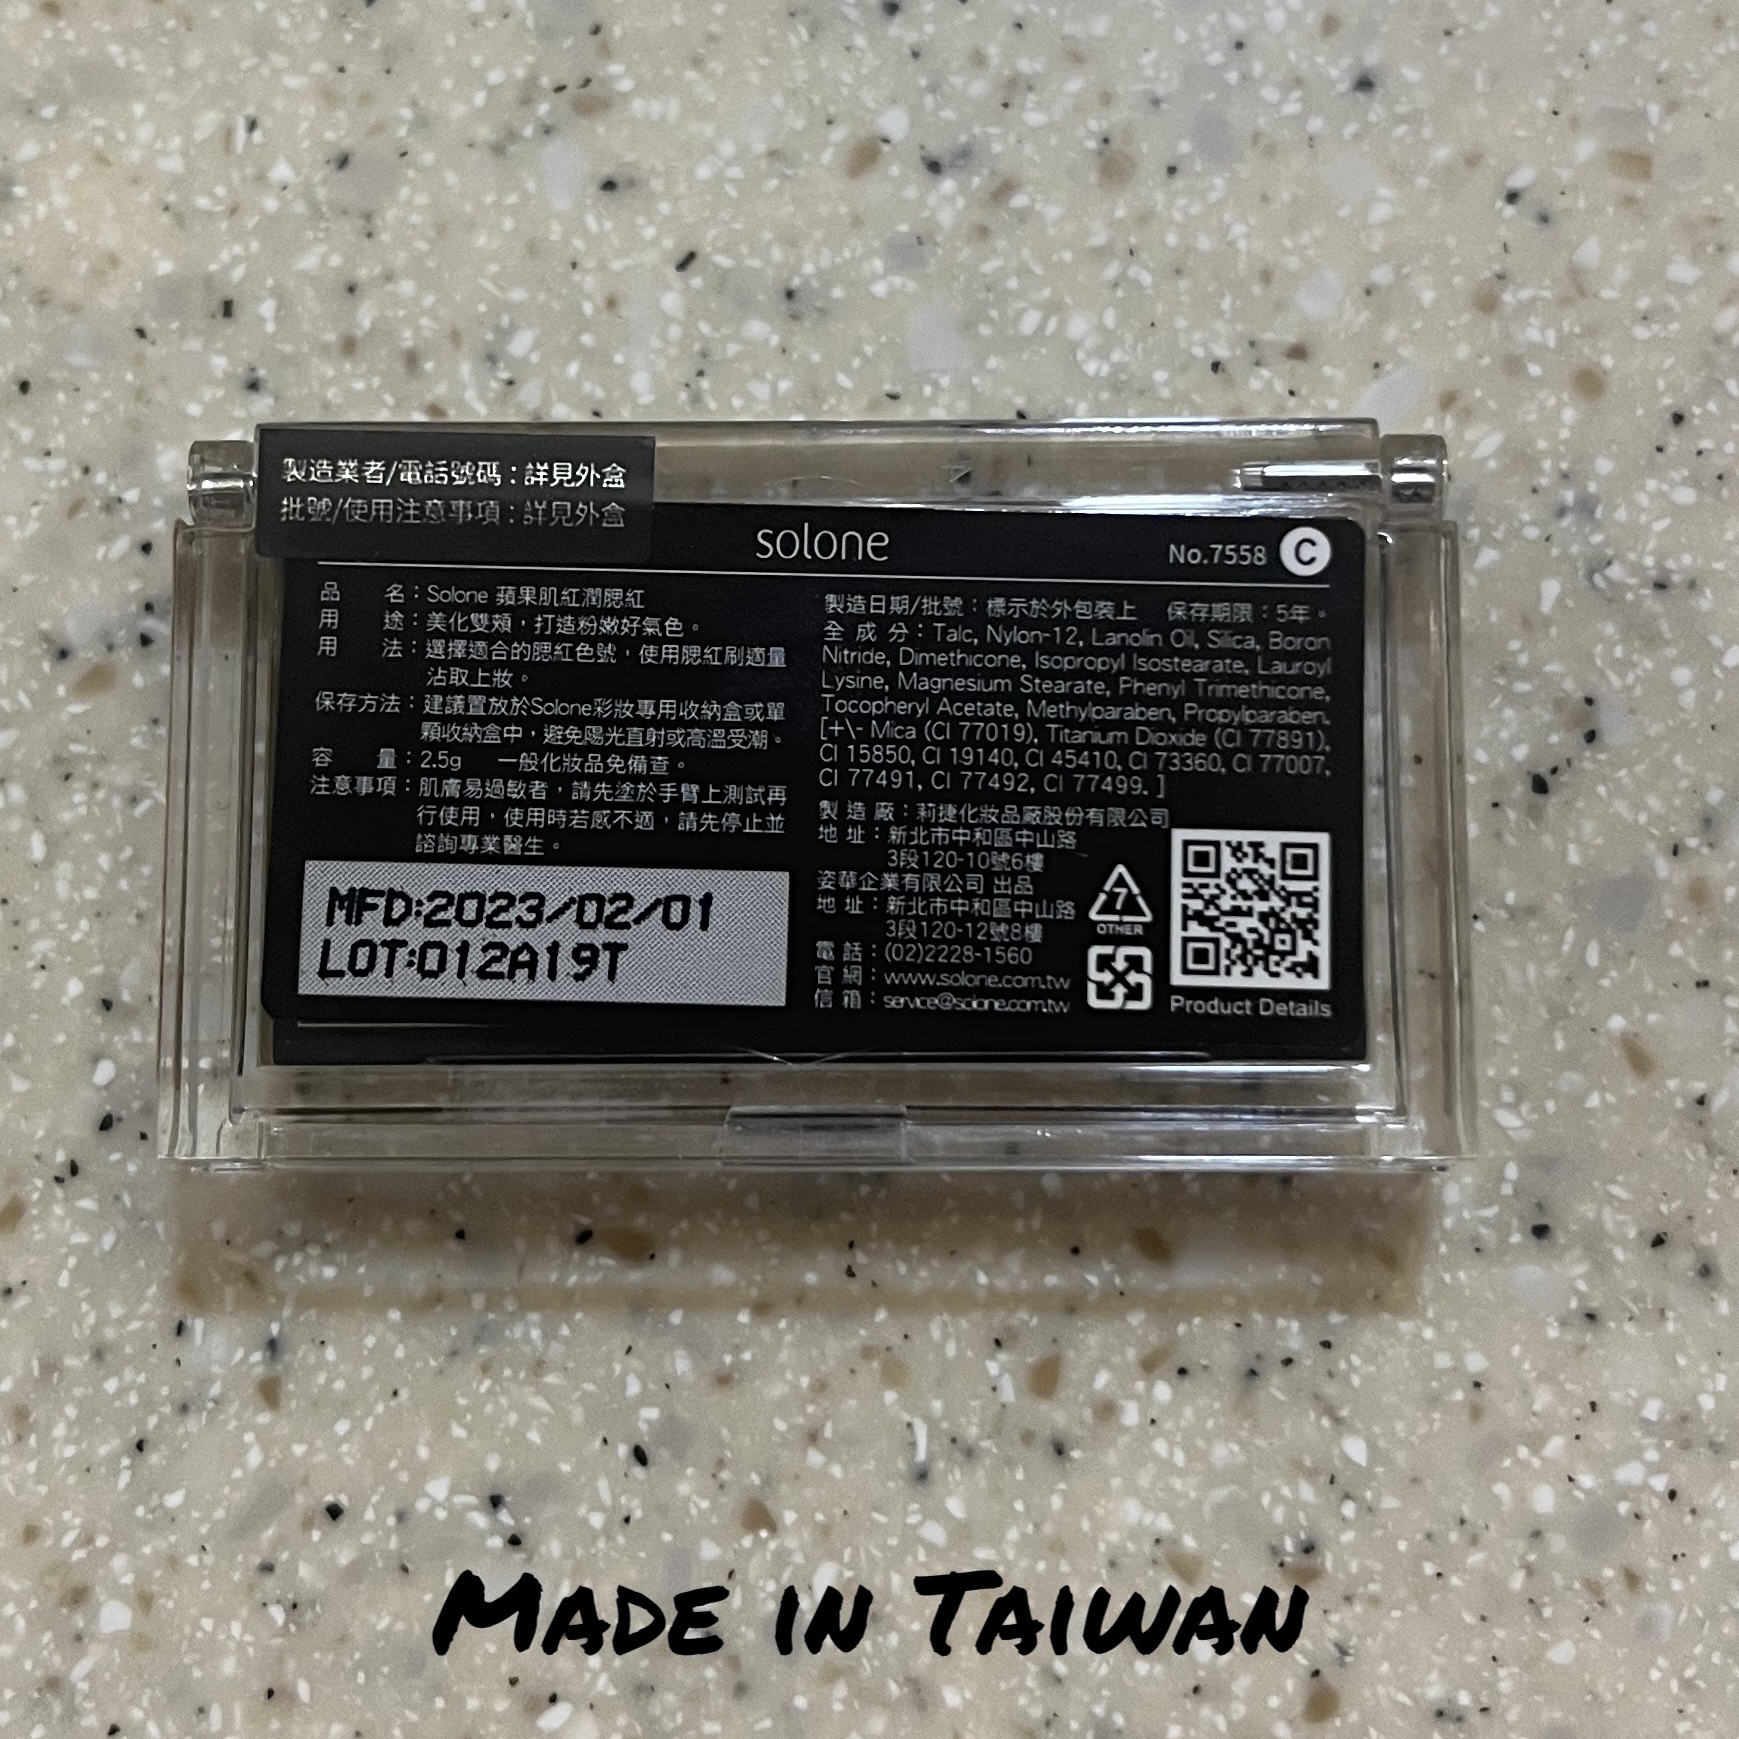 製造業者/電話號碼：詳見外盒
批號/使用注意事項：詳見外盒
solone
No.7558 C
品　　名：Solone 蘋果肌紅潤腮紅
用　　途：美化雙頰，打造粉嫩好氣色。
用　　法：選擇適合的腮紅色號，使用腮紅刷適量
沾取上妝。
保存方法：建議置放於Solone彩妝專用收納盒或單
顆收納盒中，避免陽光直射或高溫受潮。
容　　量：2.5g　一般化妝品免備查。
注意事項：肌膚易過敏者，請先塗於手臂上測試再
行使用，使用時若感不適，請先停止並
諮詢專業醫生。
MFD:2023/02/01
LOT:012A19T
製造日期/批號：標示於外包裝上　保存期限：5年。
全 成 分：Talc, Nylon-12, Lanolin Oil, Silica, Boron
Nitride, Dimethicone, Isopropyl Isostearate, Lauroyl
Lysine, Magnesium Stearate, Phenyl Trimethicone,
Tocopheryl Acetate, Methylparaben, Propylparaben.
[+\- Mica (CI 77019), Titanium Dioxide (CI 77891),
CI 15850, CI 19140, CI 45410, CI 73360, CI 77007,
CI 77491, CI 77492, CI 77499. ]
製 造 廠：莉捷化妝品廠股份有限公司
地 址：新北市中和區中山路
3段120-10號6樓
姿華企業有限公司 出品
地 址：新北市中和區中山路
3段120-12號8樓
電 話：(02)2228-1560
官 網：www.solone.com.tw
信 箱：service@solone.com.tw
7
OTHER
Product Details
MADE IN TAIWAN